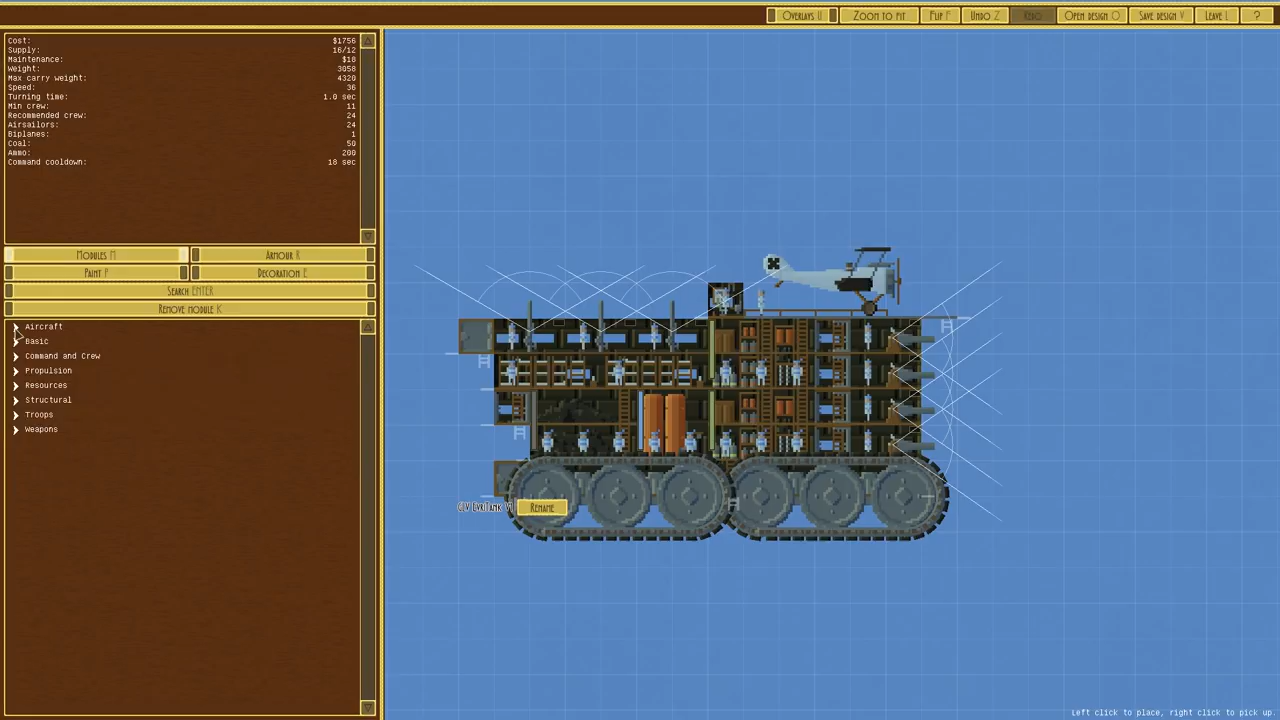 Overlays U
Zoom to fit
Flip F
Undo Z
Redo
Open design O
Save design V
Leave L
?
Cost: $1756
Supply: 16/12
Maintenance: $10
Weight: 3058
Max carry weight: 4320
Speed: 36
Turning time: 1.0 sec
Min crew: 11
Recommended crew: 24
Airsailors: 24
Biplanes: 1
Coal: 50
Ammo: 200
Command cooldown: 18 sec
Modules M
Armour R
Paint P
Decoration E
Search ENTER
Remove module K
Aircraft
Basic
Command and Crew
Propulsion
Resources
Structural
Troops
Weapons
Rename
Left click to place, right click to pick up.